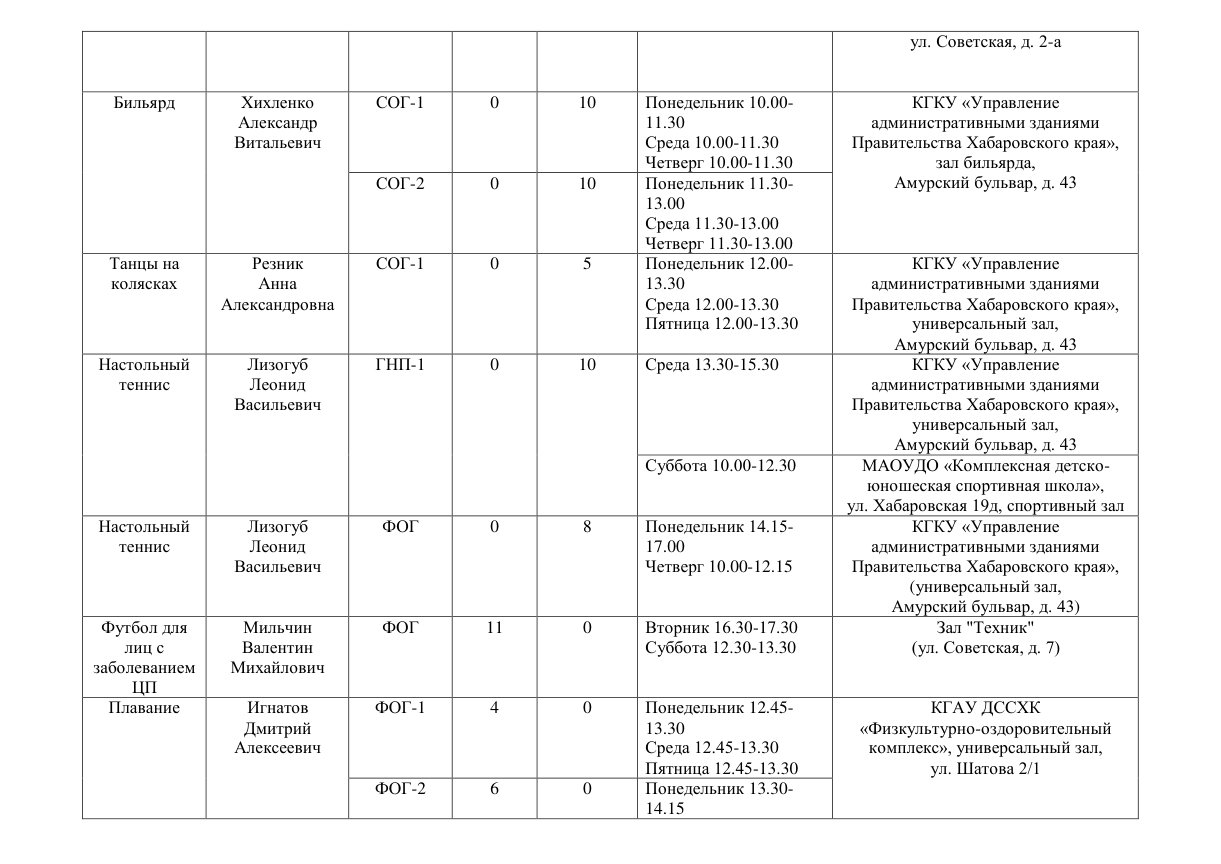 ул. Советская, д. 2-а
Бильярд
Хихленко
Александр
Витальевич
СОГ-1
0
10
Понедельник 10.00-
11.30
Среда 10.00-11.30
Четверг 10.00-11.30
КГКУ «Управление
административными зданиями
Правительства Хабаровского края»,
зал бильярда,
Амурский бульвар, д. 43
СОГ-2
0
10
Понедельник 11.30-
13.00
Среда 11.30-13.00
Четверг 11.30-13.00
Танцы на
колясках
Резник
Анна
Александровна
СОГ-1
0
5
Понедельник 12.00-
13.30
Среда 12.00-13.30
Пятница 12.00-13.30
КГКУ «Управление
административными зданиями
Правительства Хабаровского края»,
универсальный зал,
Амурский бульвар, д. 43
Настольный
теннис
Лизогуб
Леонид
Васильевич
ГНП-1
0
10
Среда 13.30-15.30
КГКУ «Управление
административными зданиями
Правительства Хабаровского края»,
универсальный зал,
Амурский бульвар, д. 43
Суббота 10.00-12.30
МАОУДО «Комплексная детско-
юношеская спортивная школа»,
ул. Хабаровская 19д, спортивный зал
Настольный
теннис
Лизогуб
Леонид
Васильевич
ФОГ
0
8
Понедельник 14.15-
17.00
Четверг 10.00-12.15
КГКУ «Управление
административными зданиями
Правительства Хабаровского края»,
(универсальный зал,
Амурский бульвар, д. 43)
Футбол для
лиц с
заболеванием
ЦП
Мильчин
Валентин
Михайлович
ФОГ
11
0
Вторник 16.30-17.30
Суббота 12.30-13.30
Зал "Техник"
(ул. Советская, д. 7)
Плавание
Игнатов
Дмитрий
Алексеевич
ФОГ-1
4
0
Понедельник 12.45-
13.30
Среда 12.45-13.30
Пятница 12.45-13.30
КГАУ ДССХК
«Физкультурно-оздоровительный
комплекс», универсальный зал,
ул. Шатова 2/1
ФОГ-2
6
0
Понедельник 13.30-
14.15